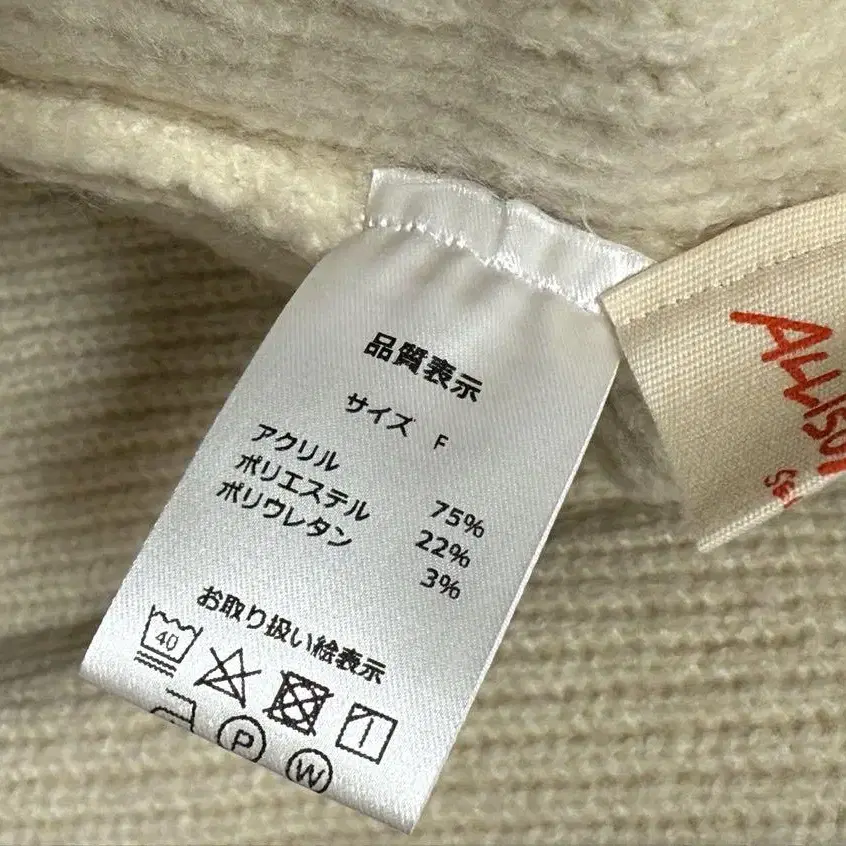 品質表示
サイズ F
アクリル 75%
ポリエステル 22%
ポリウレタン 3%
お取り扱い絵表示
40
P
W